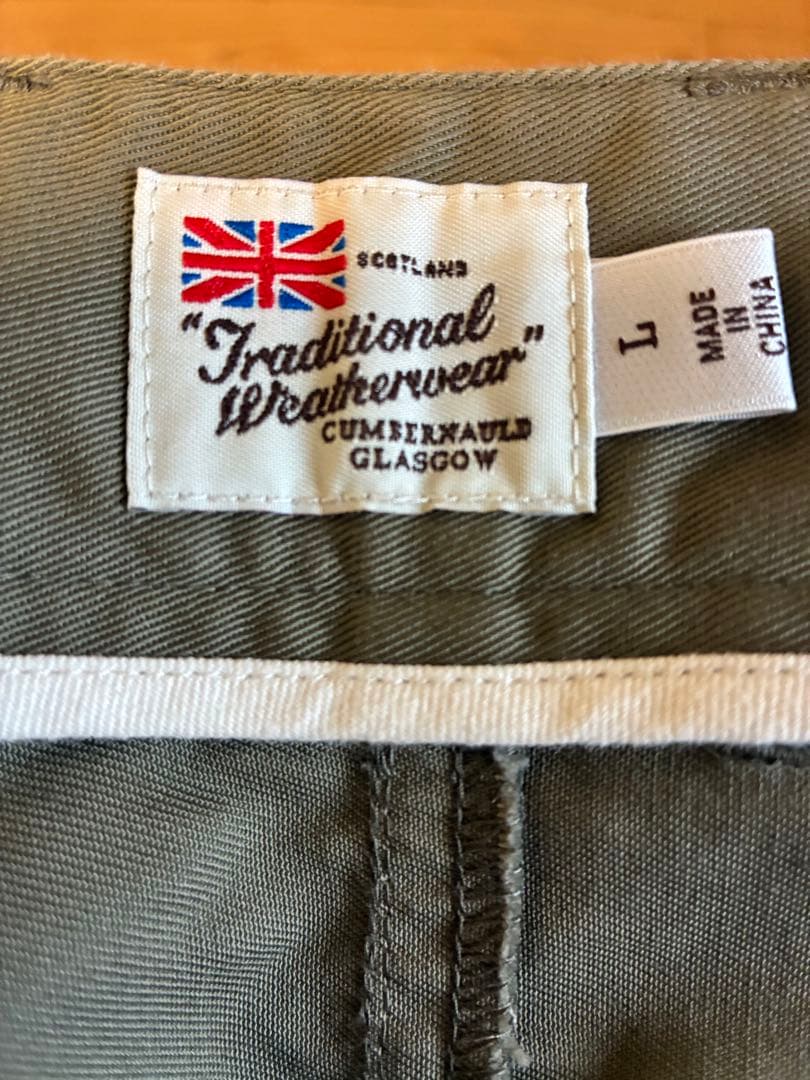 SCOTLAND
"Traditional
Weatherwear"
CUMBERNAULD
GLASGOW
L
MADE
IN
CHINA